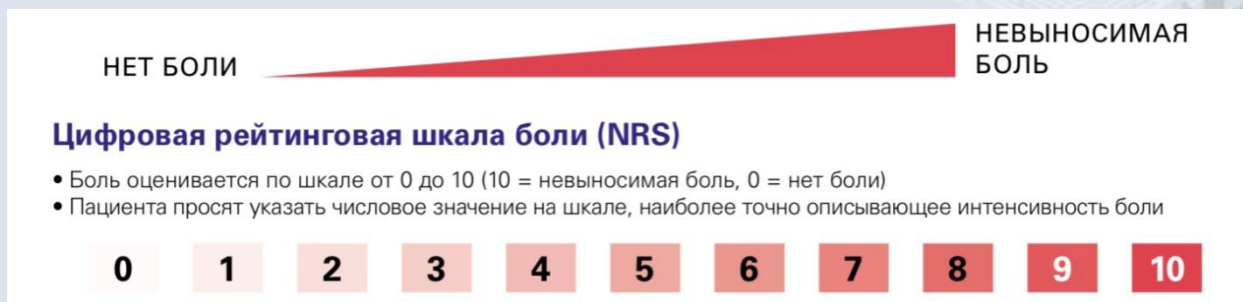 НЕТ БОЛИ
НЕВЫНОСИМАЯ
БОЛЬ
Цифровая рейтинговая шкала боли (NRS)
• Боль оценивается по шкале от 0 до 10 (10 = невыносимая боль, 0 = нет боли)
• Пациента просят указать числовое значение на шкале, наиболее точно описывающее интенсивность боли
0 1 2 3 4 5 6 7 8 9 10